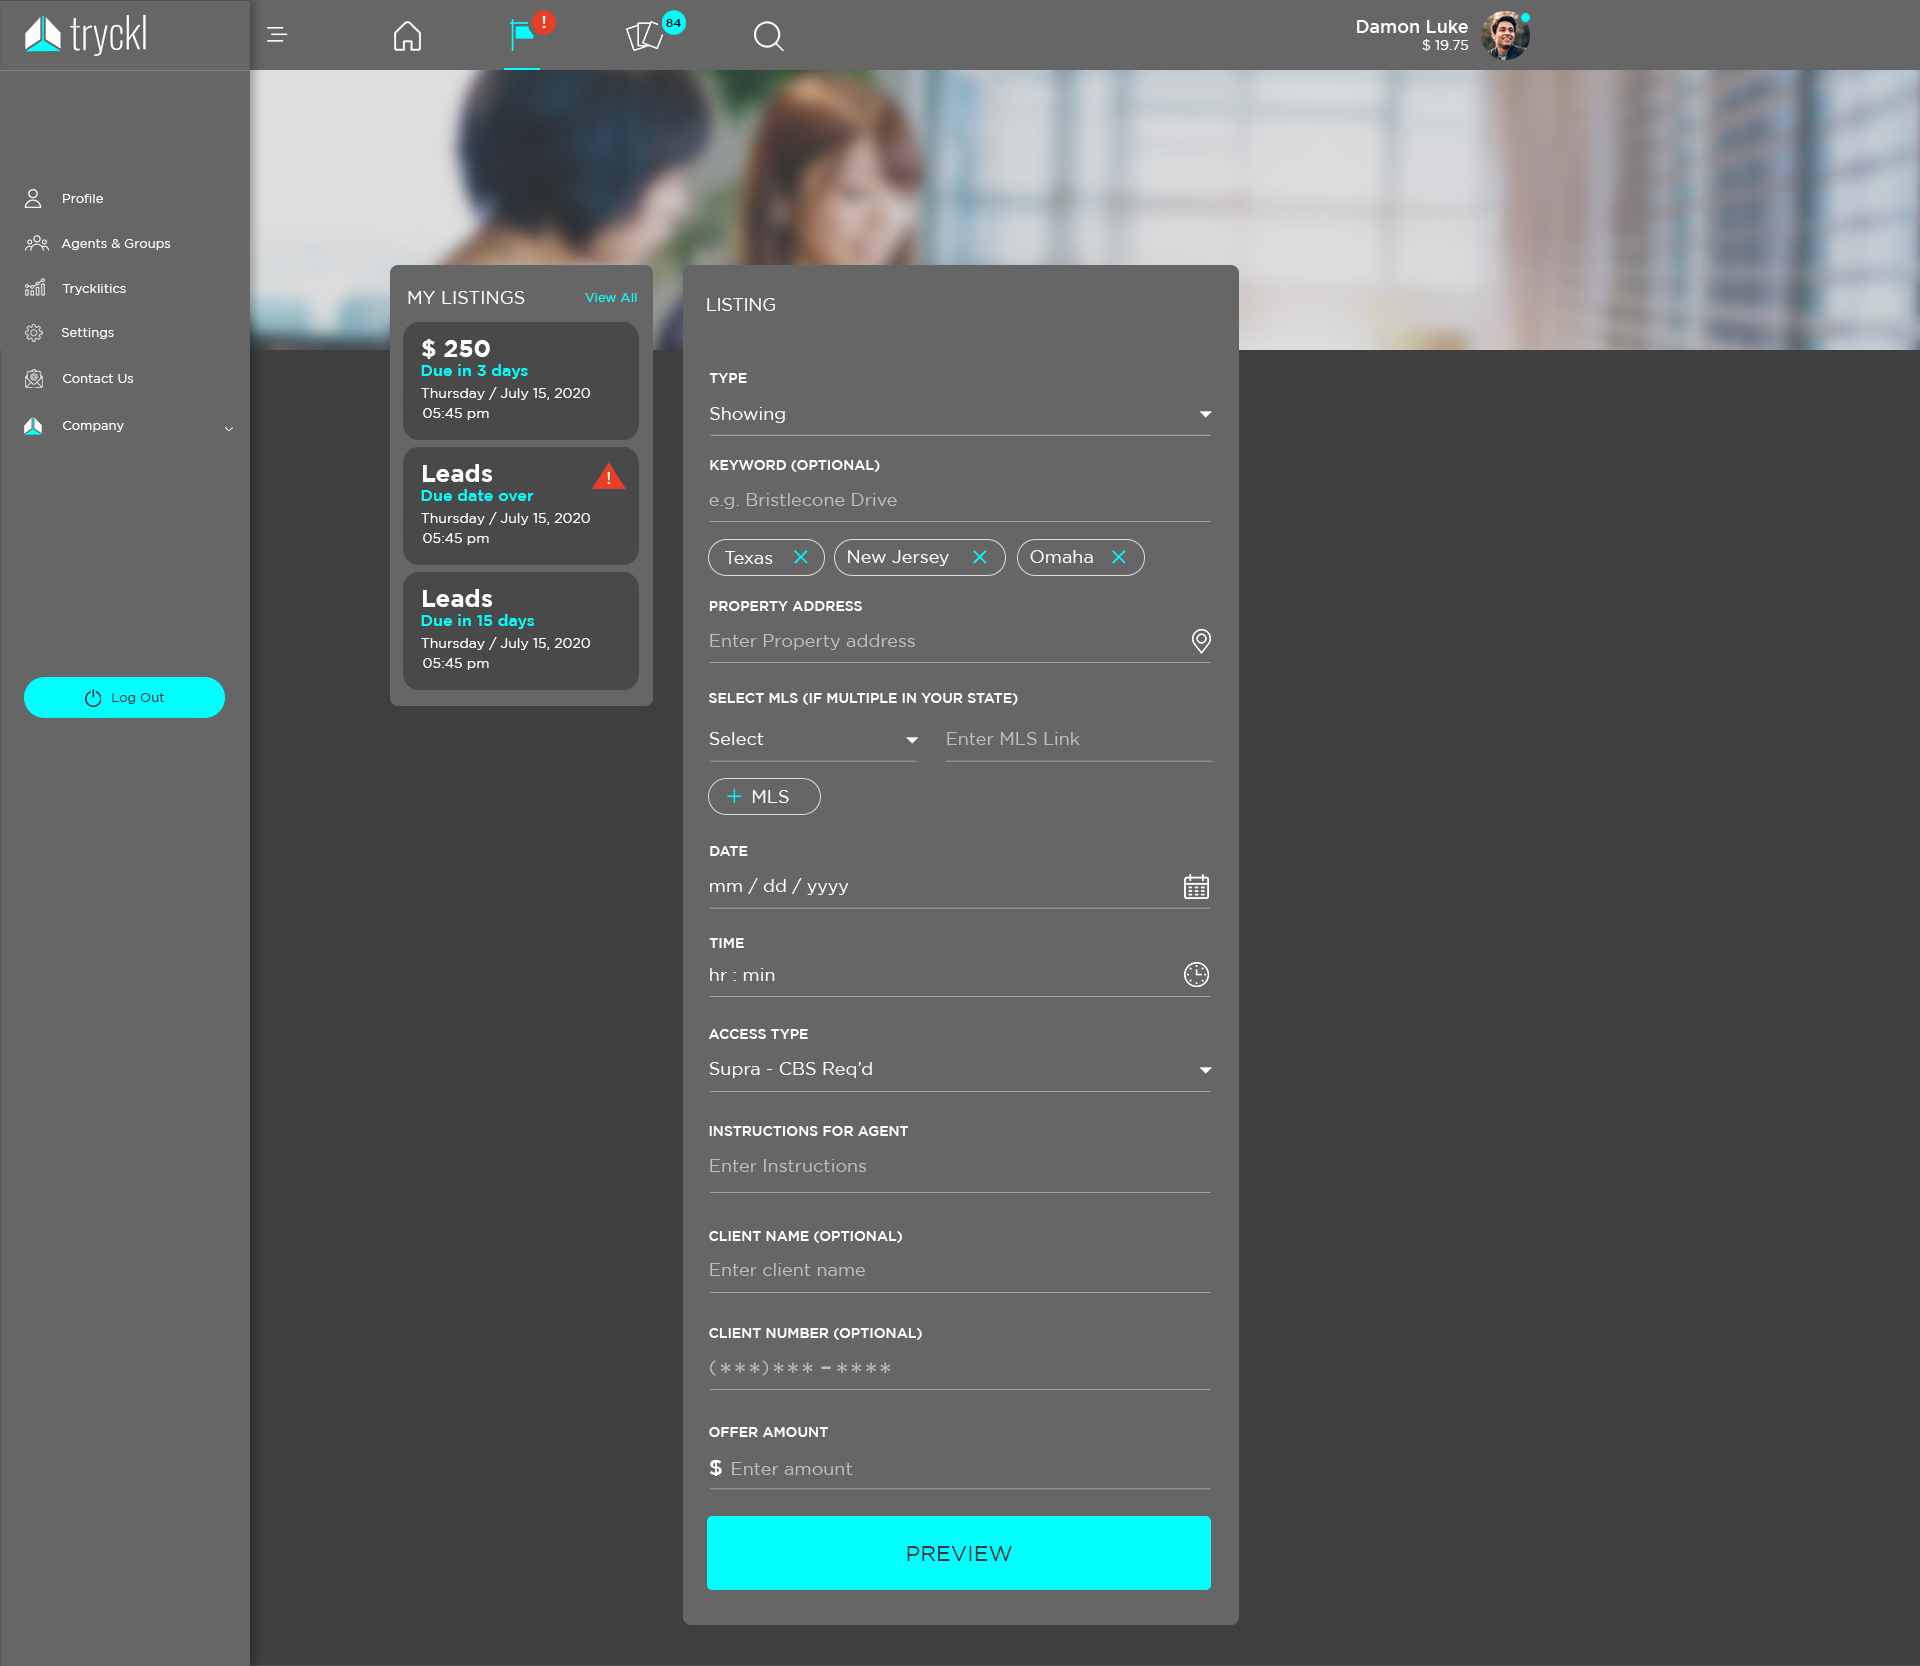 tryckl
!
84
Damon Luke
$ 19.75
Profile
Agents & Groups
Trycklitics
Settings
Contact Us
Company
Log Out
MY LISTINGS
View All
$ 250
Due in 3 days
Thursday / July 15, 2020
05:45 pm
Leads
!
Due date over
Thursday / July 15, 2020
05:45 pm
Leads
Due in 15 days
Thursday / July 15, 2020
05:45 pm
LISTING
TYPE
Showing
KEYWORD (OPTIONAL)
e.g. Bristlecone Drive
Texas
New Jersey
Omaha
PROPERTY ADDRESS
Enter Property address
SELECT MLS (IF MULTIPLE IN YOUR STATE)
Select
Enter MLS Link
+ MLS
DATE
mm / dd / yyyy
TIME
hr : min
ACCESS TYPE
Supra - CBS Req’d
INSTRUCTIONS FOR AGENT
Enter Instructions
CLIENT NAME (OPTIONAL)
Enter client name
CLIENT NUMBER (OPTIONAL)
(***)*** – ****
OFFER AMOUNT
$ Enter amount
PREVIEW